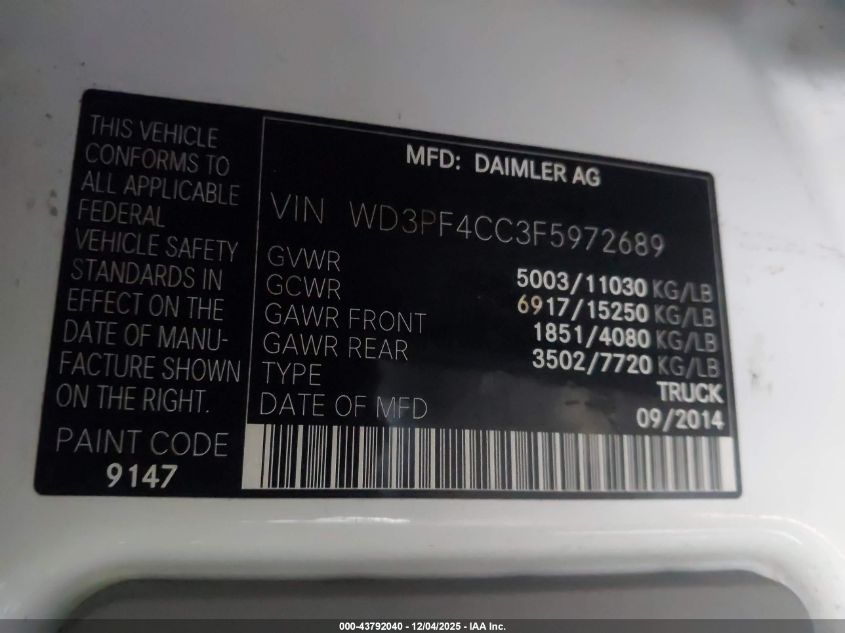 THIS VEHICLE
CONFORMS TO
ALL APPLICABLE
FEDERAL
VEHICLE SAFETY
STANDARDS IN
EFFECT ON THE
DATE OF MANU-
FACTURE SHOWN
ON THE RIGHT.
PAINT CODE
9147
MFD: DAIMLER AG
VIN WD3PF4CC3F5972689
GVWR 5003/11030 KG/LB
GCWR 6917/15250 KG/LB
GAWR FRONT 1851/4080 KG/LB
GAWR REAR 3502/7720 KG/LB
TYPE TRUCK
DATE OF MFD 09/2014
000-43792040 - 12/04/2025 - IAA Inc.